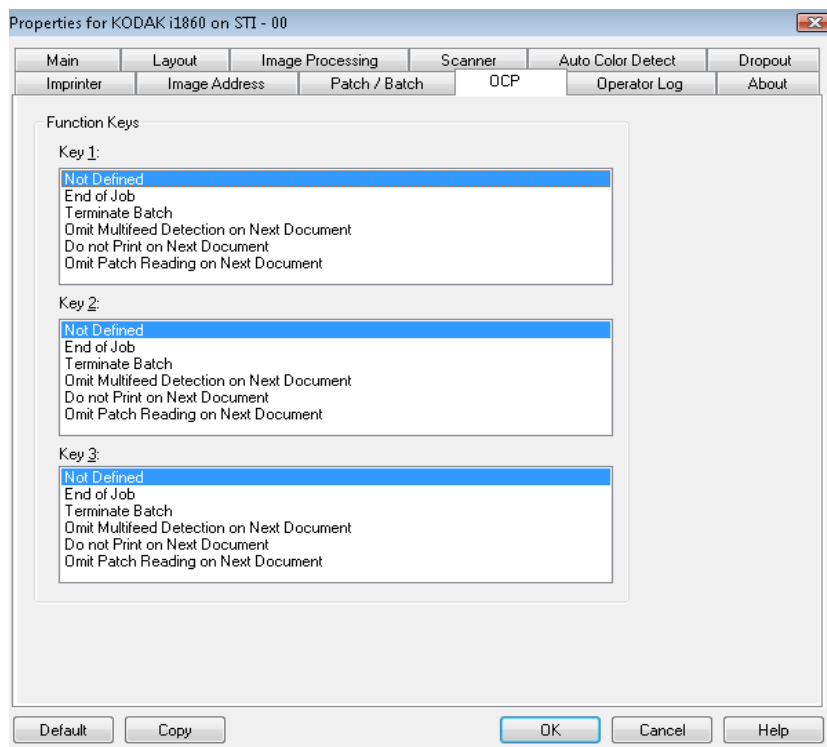 Properties for KODAK i1860 on STI - 00
Main Layout Image Processing Scanner Auto Color Detect Dropout
Imprinter Image Address Patch / Batch OCP Operator Log About
Function Keys
Key 1:
Not Defined
End of Job
Terminate Batch
Omit Multifeed Detection on Next Document
Do not Print on Next Document
Omit Patch Reading on Next Document
Key 2:
Not Defined
End of Job
Terminate Batch
Omit Multifeed Detection on Next Document
Do not Print on Next Document
Omit Patch Reading on Next Document
Key 3:
Not Defined
End of Job
Terminate Batch
Omit Multifeed Detection on Next Document
Do not Print on Next Document
Omit Patch Reading on Next Document
Default Copy OK Cancel Help